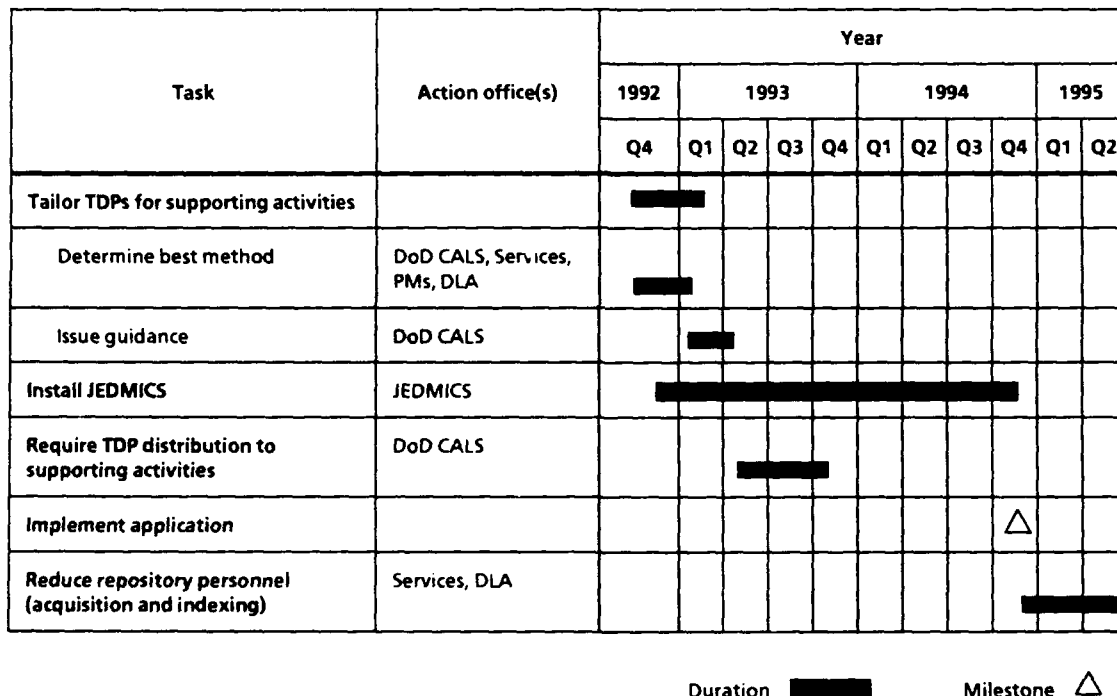 Task
Action office(s)
Year
1992
1993
1994
1995
Q4
Q1
Q2
Q3
Q4
Q1
Q2
Q3
Q4
Q1
Q2
Tailor TDPs for supporting activities
Determine best method
DoD CALS, Services,
PMs, DLA
Issue guidance
DoD CALS
Install JEDMICS
JEDMICS
Require TDP distribution to
supporting activities
DoD CALS
Implement application
Reduce repository personnel
(acquisition and indexing)
Services, DLA
Duration
Milestone